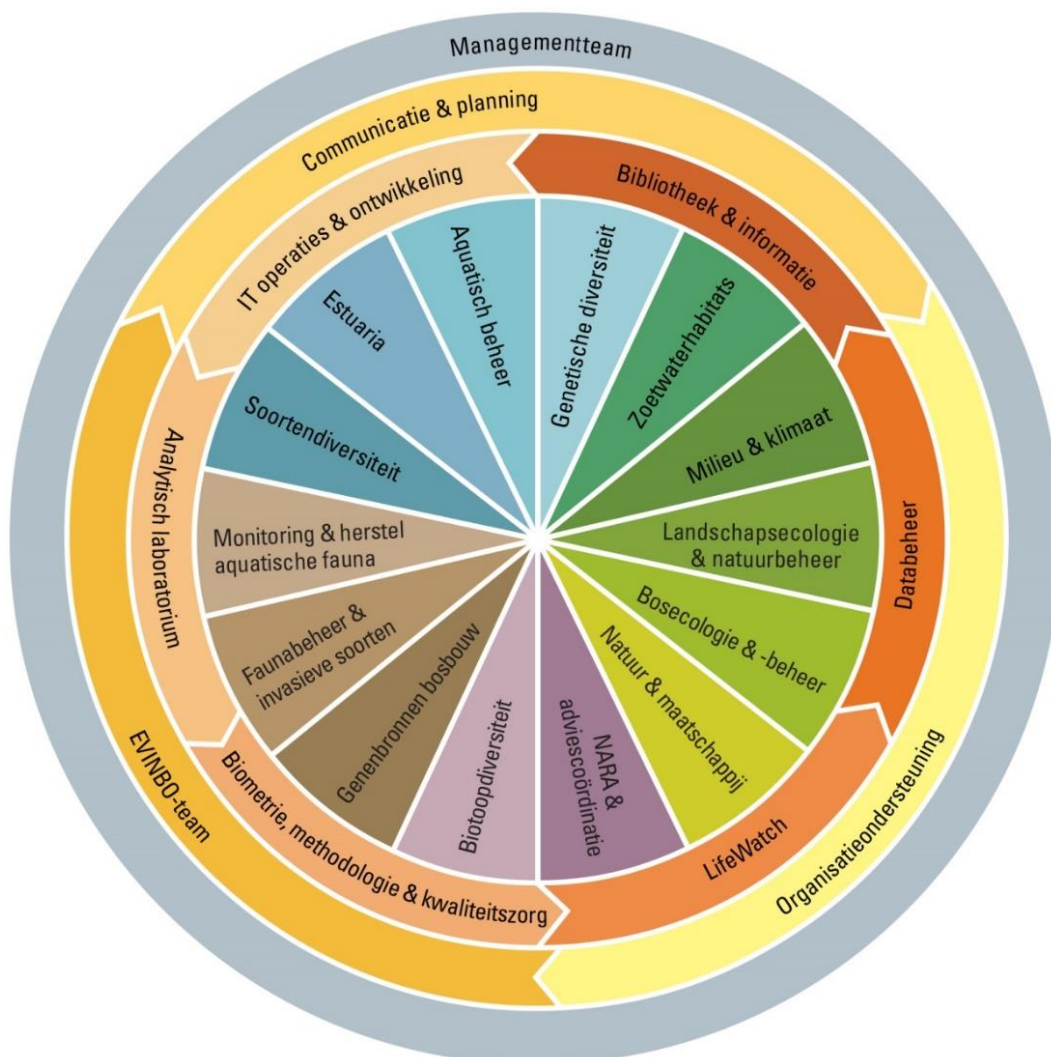 Managementteam
Communicatie & planning
Organisatieondersteuning
EVINBO-team
IT operaties & ontwikkeling
Bibliotheek & informatie
Databeheer
LifeWatch
Biometrie, methodologie & kwaliteitszorg
Analytisch laboratorium
Genetische diversiteit
Zoetwaterhabitats
Milieu & klimaat
Landschapsecologie
& natuurbeheer
Bosecologie & -beheer
Natuur & maatschappij
NARA &
adviescoördinatie
Biotoopdiversiteit
Genenbronnen bosbouw
Faunabeheer &
invasieve soorten
Monitoring & herstel
aquatische fauna
Soortendiversiteit
Estuaria
Aquatisch beheer